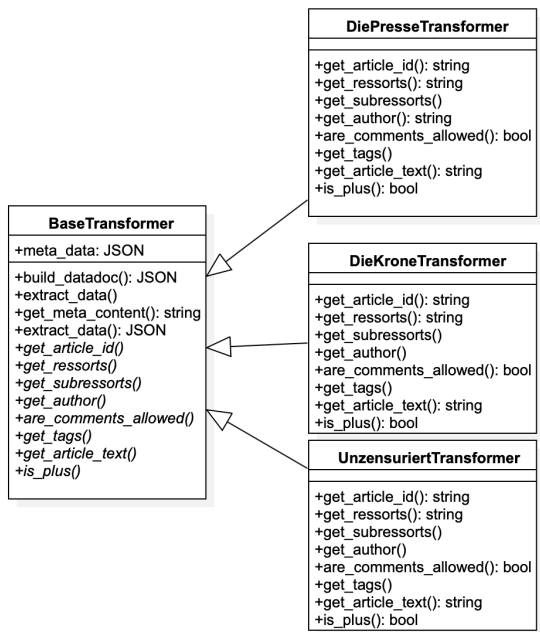 DiePresseTransformer
+get_article_id(): string
+get_ressorts(): string
+get_subressorts()
+get_author(): string
+are_comments_allowed(): bool
+get_tags()
+get_article_text(): string
+is_plus(): bool
BaseTransformer
+meta_data: JSON
+build_datadoc(): JSON
+extract_data()
+get_meta_content(): string
+extract_data(): JSON
+get_article_id()
+get_ressorts()
+get_subressorts()
+get_author()
+are_comments_allowed()
+get_tags()
+get_article_text()
+is_plus()
DieKroneTransformer
+get_article_id(): string
+get_ressorts(): string
+get_subressorts()
+get_author()
+are_comments_allowed(): bool
+get_tags()
+get_article_text(): string
+is_plus(): bool
UnzensuriertTransformer
+get_article_id(): string
+get_ressorts(): string
+get_subressorts()
+get_author()
+are_comments_allowed(): bool
+get_tags()
+get_article_text(): string
+is_plus(): bool